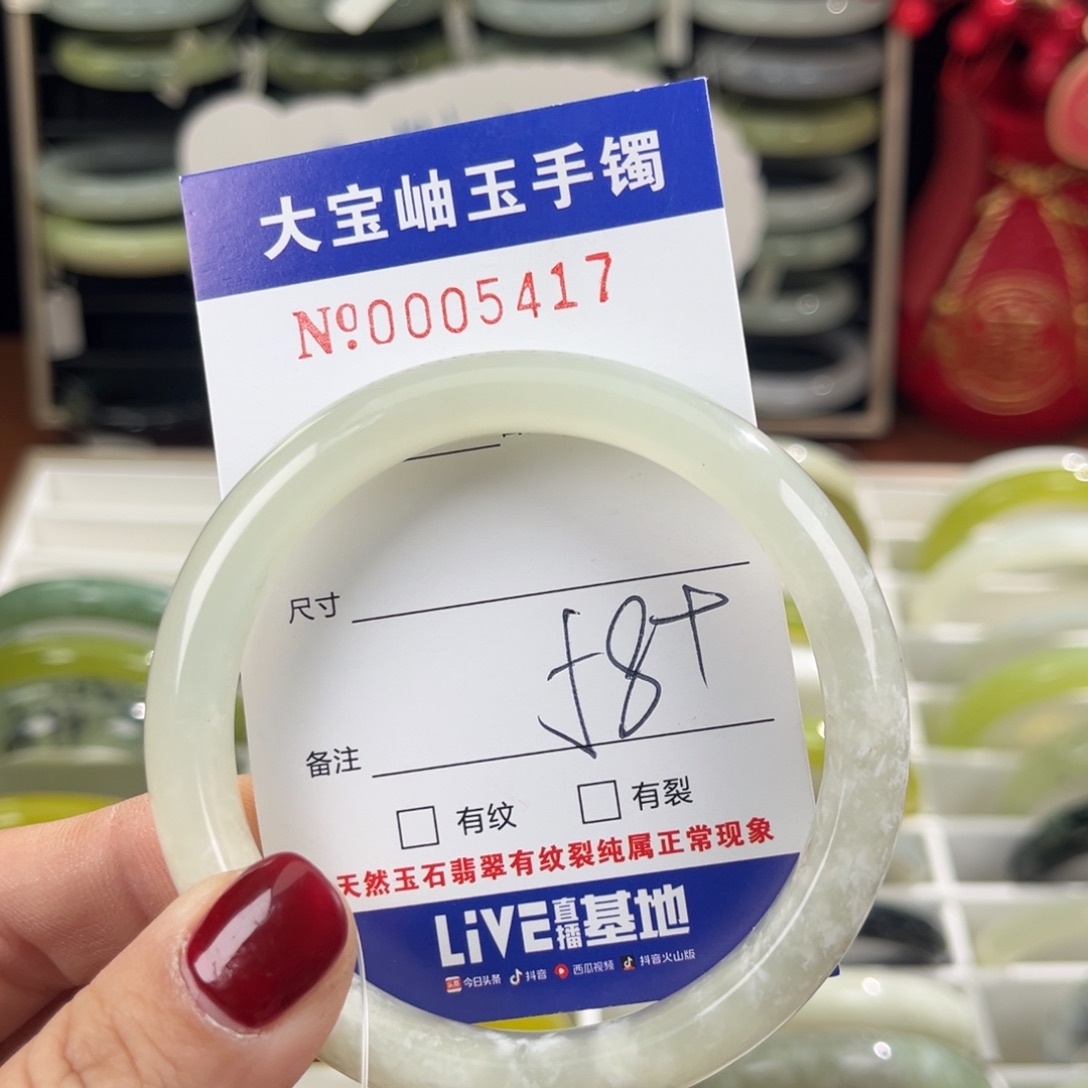 大宝岫玉手镯
Nº0005417
尺寸
58+
备注
有纹 有裂
天然玉石翡翠有纹裂纯属正常现象
LiVE直播基地
头条 今日头条 抖音 西瓜视频 抖音火山版